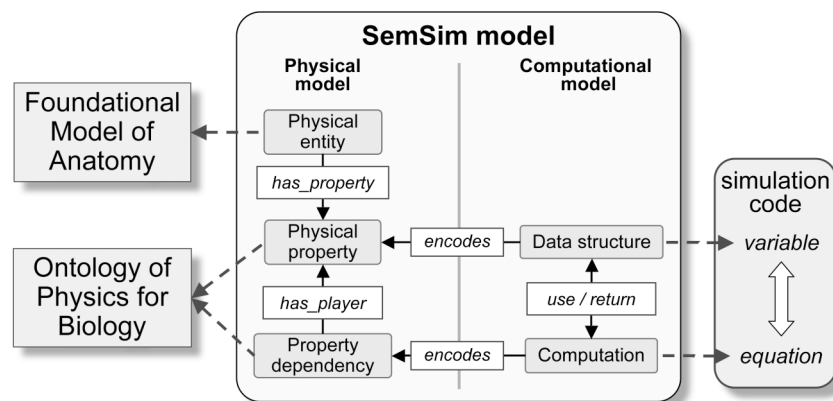 SemSim model
Physical
model
Computational
model
Foundational
Model of
Anatomy
Physical
entity
has_property
simulation
code
Physical
property
encodes
Data structure
variable
Ontology of
Physics for
Biology
has_player
use / return
Property
dependency
encodes
Computation
equation